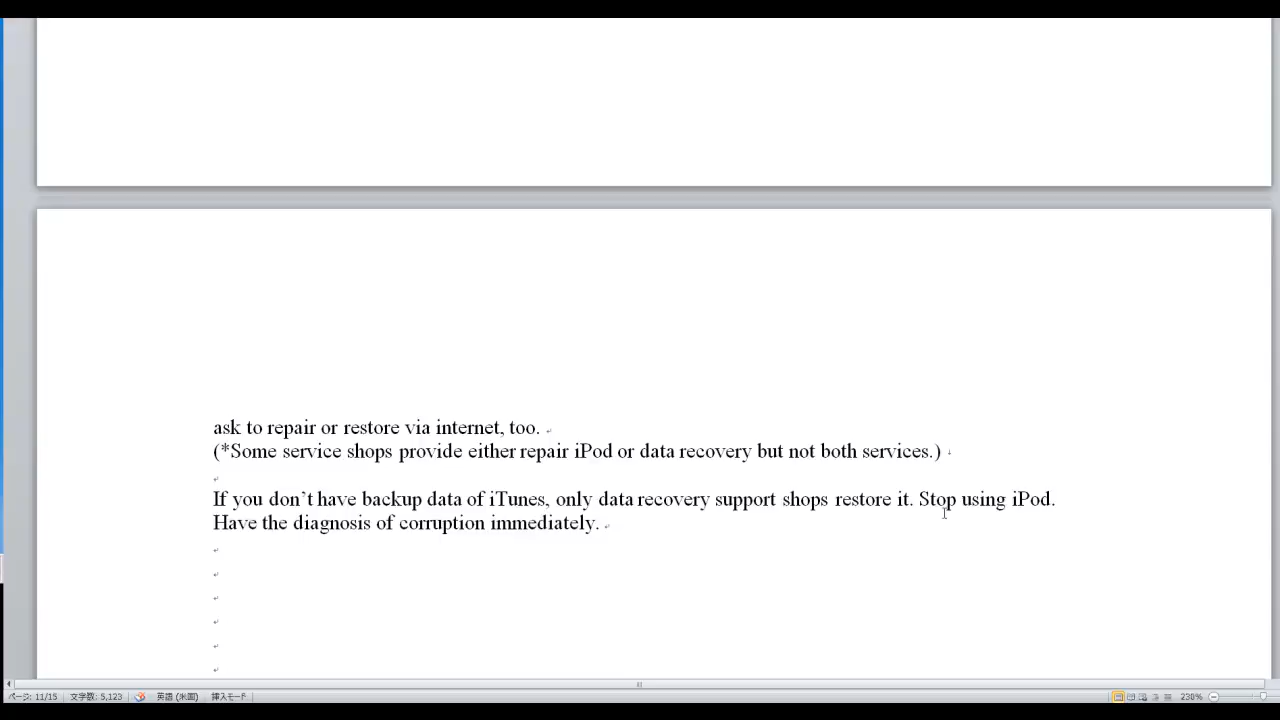 ask to repair or restore via internet, too.
(*Some service shops provide either repair iPod or data recovery but not both services.)
If you don't have backup data of iTunes, only data recovery support shops restore it. Stop using iPod.
Have the diagnosis of corruption immediately.
ページ: 11/15 文字数: 5,123 英語 (米国) 挿入モード 238%